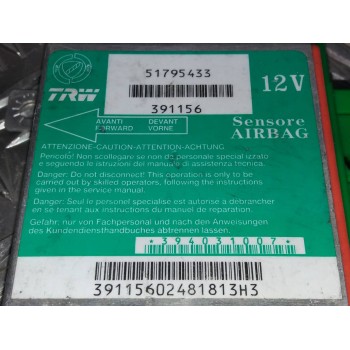 51795433
12V
TRW
391156
AVANTI DEVANT
FORWARD VORNE
Sensore
AIRBAG
ATTENZIONE-CAUTION-ATTENTION-ACHTUNG
Pericolo! Non scollegare se non da personale specializzato
e seguendo le istruzioni del manuale di assistenza tecnica.
Danger: Do not disconnect! This operation is only to be
carried out by skilled operators, following the instructions
given in the service manual.
Danger: Seul le personel specialise est autorise a debrancher
en se tenant aux instructions du manuel de reparation.
Gefahr: nur von Fachpersonal und nach den Anweisungen
des Kundendiensthandbuches abtrennen lassen.
*394031007*
39115602481813H3